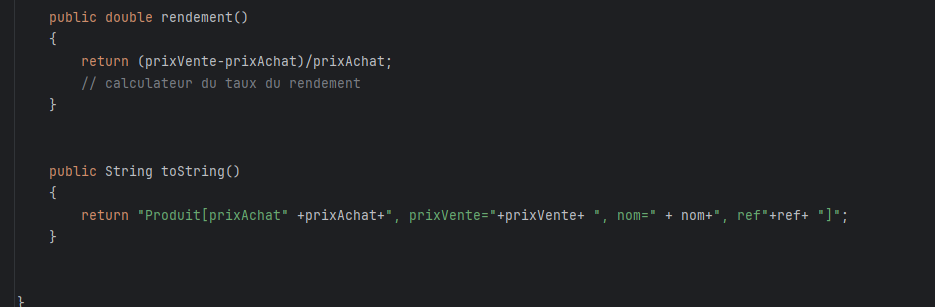 public double rendement()
{
return (prixVente-prixAchat)/prixAchat;
// calculateur du taux du rendement
}
public String toString()
{
return "Produit[prixAchat" +prixAchat+", prixVente="+prixVente+ ", nom=" + nom+", ref"+ref+ "]";
}
}